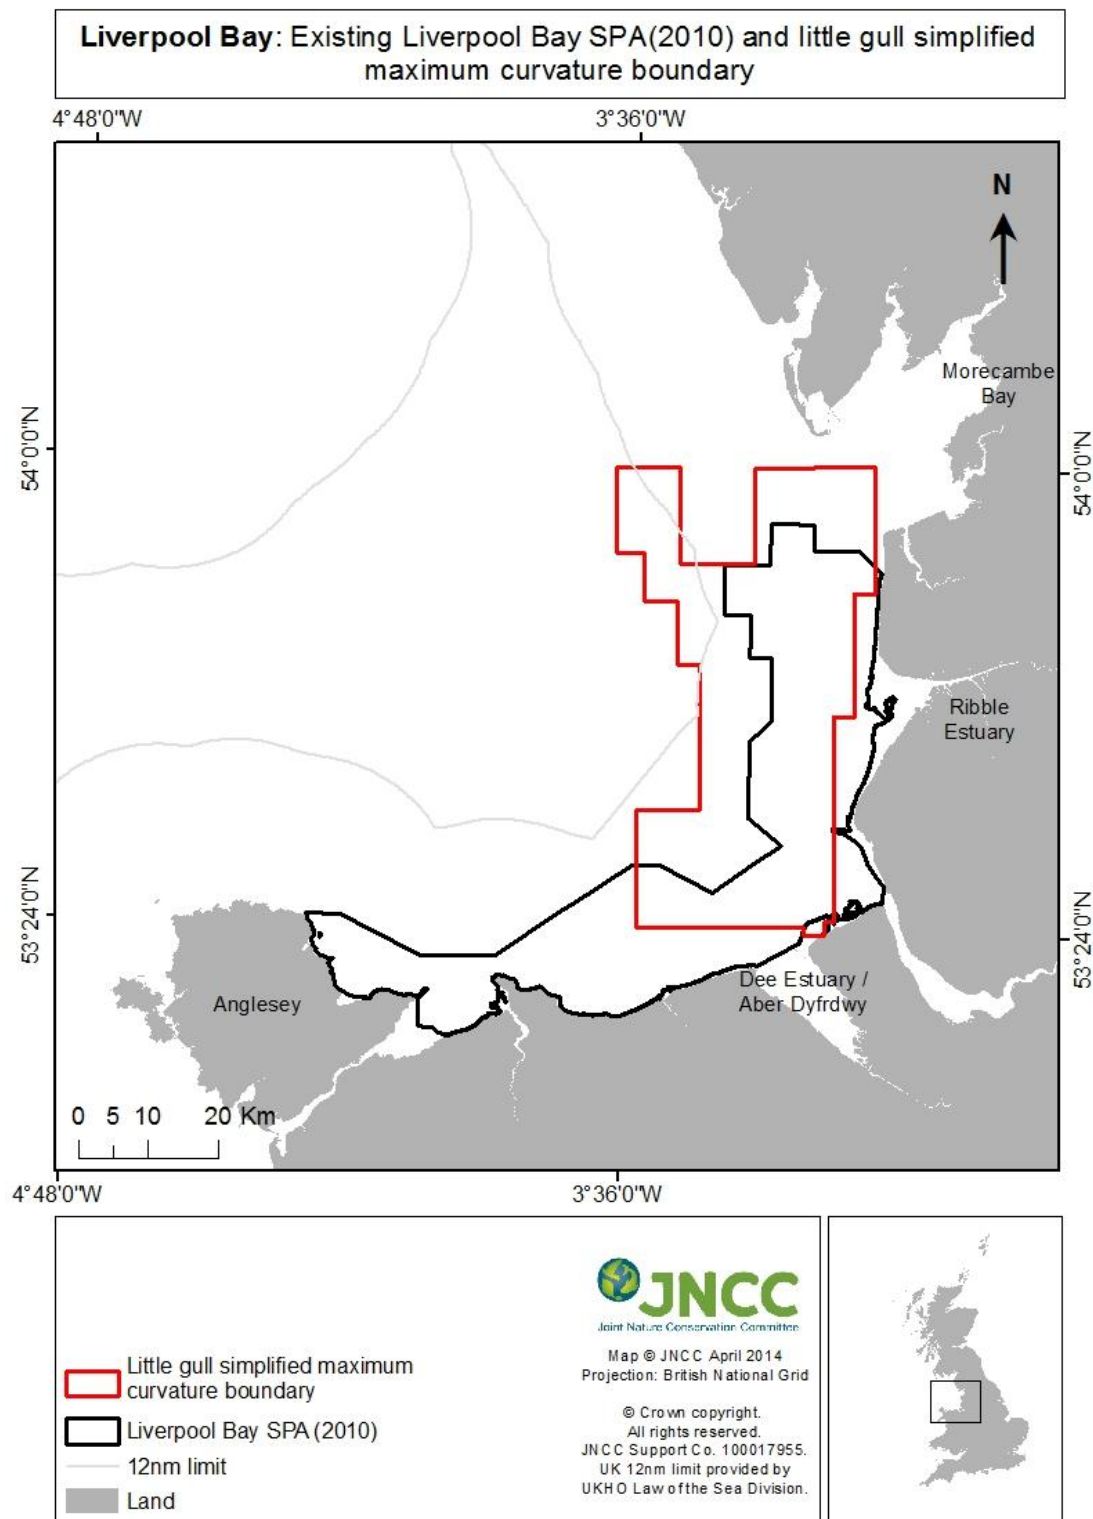 Liverpool Bay: Existing Liverpool Bay SPA(2010) and little gull simplified
maximum curvature boundary
4°48'0"W
3°36'0"W
N
Morecambe
Bay
54°0'0"N
54°0'0"N
Ribble
Estuary
53°24'0"N
53°24'0"N
Dee Estuary /
Aber Dyfrdwy
Anglesey
0 5 10 20 Km
4°48'0"W
3°36'0"W
JNCC
Joint Nature Conservation Committee
Map © JNCC April 2014
Projection: British National Grid
© Crown copyright.
All rights reserved.
JNCC Support Co. 100017955.
UK 12nm limit provided by
UKHO Law of the Sea Division.
Little gull simplified maximum
curvature boundary
Liverpool Bay SPA (2010)
12nm limit
Land